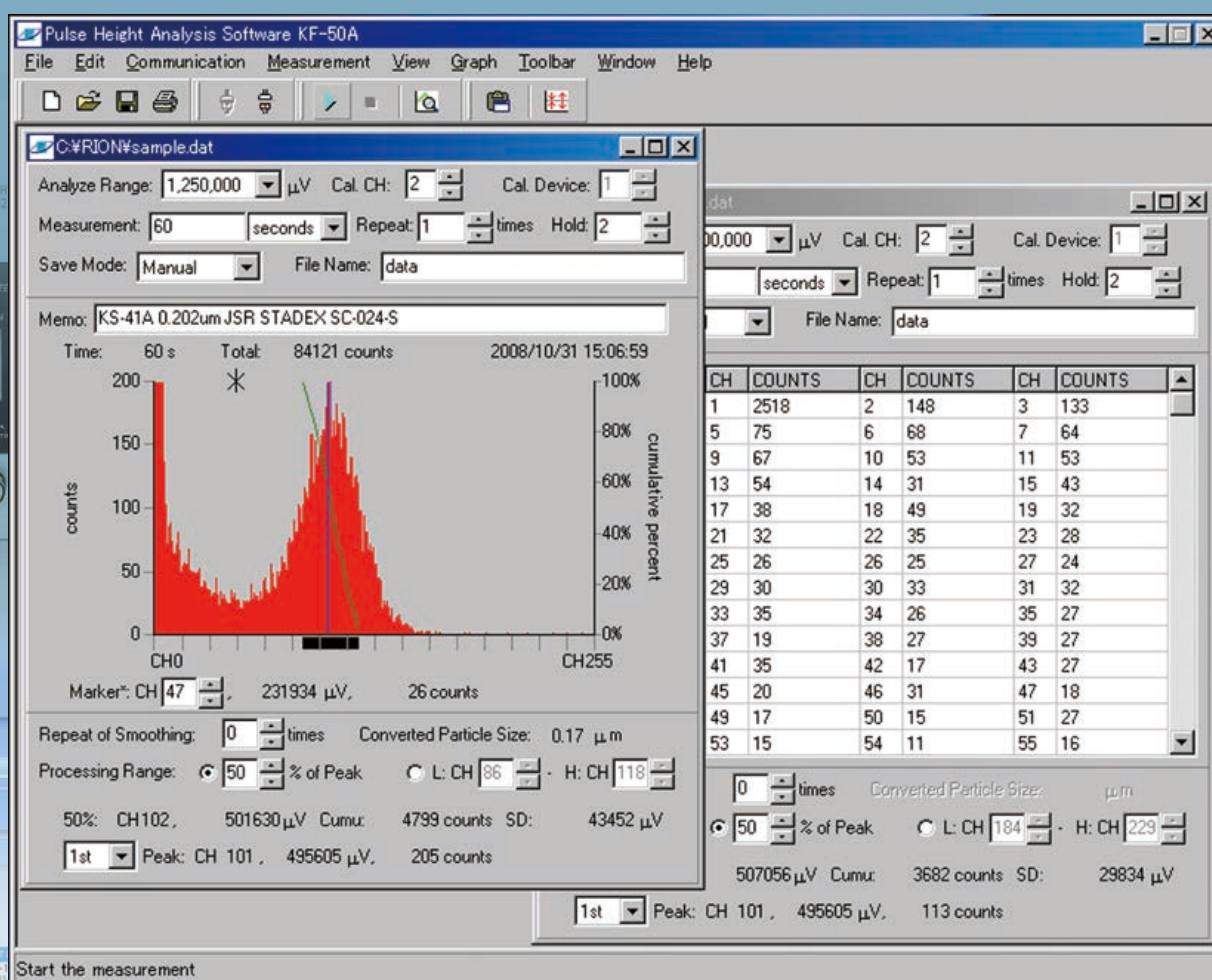 Pulse Height Analysis Software KF-50A
File Edit Communication Measurement View Graph Toolbar Window Help
C:¥RION¥sample.dat
Analyze Range: 1,250,000 μV Cal. CH: 2 Cal. Device: 1
Measurement: 60 seconds Repeat: 1 times Hold: 2
Save Mode: Manual File Name: data
Memo: KS-41A 0.202um JSR STADEX SC-024-S
Time: 60 s Total: 84121 counts 2008/10/31 15:06:59
200
150
100
50
0
counts
100%
80%
60%
40%
20%
0%
cumulative percent
CH0 CH255
Marker*: CH 47, 231934 μV, 26 counts
Repeat of Smoothing: 0 times Converted Particle Size: 0.17 μm
Processing Range: 50 % of Peak L: CH 86 - H: CH 118
50%: CH102, 501630 μV Cumu: 4799 counts SD: 43452 μV
1st Peak: CH 101, 495605 μV, 205 counts
.dat
00,000 μV Cal. CH: 2 Cal. Device: 1
seconds Repeat: 1 times Hold: 2
File Name: data
CH COUNTS CH COUNTS CH COUNTS
1 2518 2 148 3 133
5 75 6 68 7 64
9 67 10 53 11 53
13 54 14 31 15 43
17 38 18 49 19 32
21 32 22 35 23 28
25 26 26 25 27 24
29 30 30 33 31 32
33 35 34 26 35 27
37 19 38 27 39 27
41 35 42 17 43 27
45 20 46 31 47 18
49 17 50 15 51 27
53 15 54 11 55 16
0 times Converted Particle Size: μm
50 % of Peak L: CH 184 - H: CH 229
507056 μV Cumu: 3682 counts SD: 29834 μV
1st Peak: CH 101, 495605 μV, 113 counts
Start the measurement